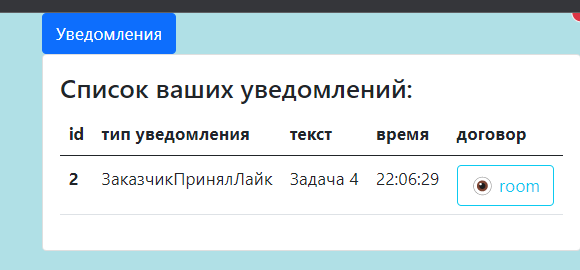 Уведомления
Список ваших уведомлений:
id тип уведомления текст время договор
2 ЗаказчикПринялЛайк Задача 4 22:06:29 room